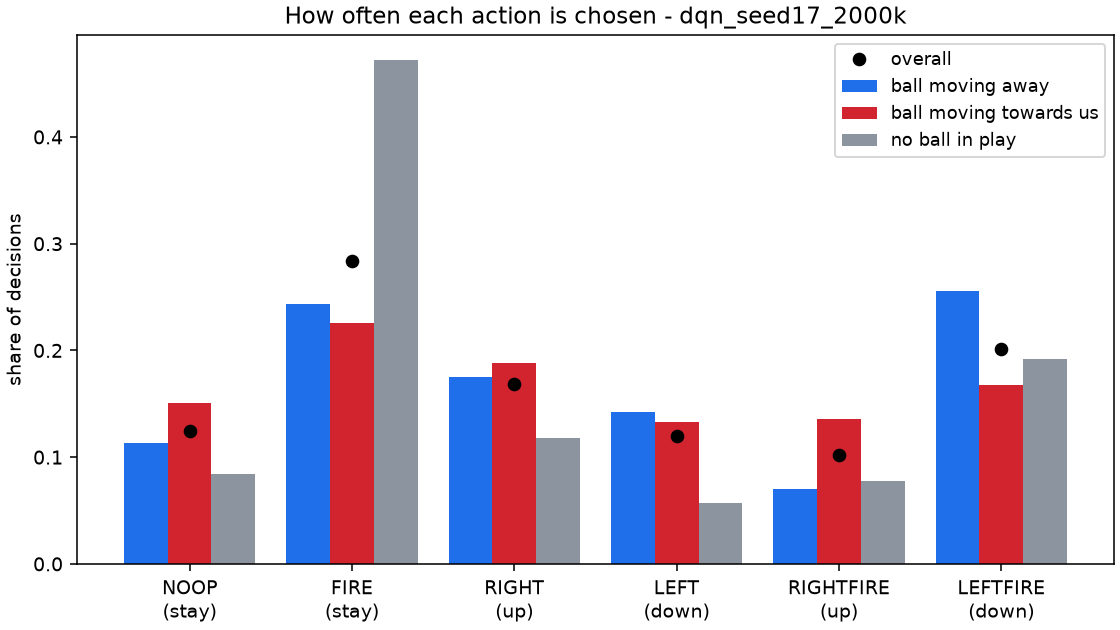 How often each action is chosen - dqn_seed17_2000k
overall
ball moving away
ball moving towards us
no ball in play
share of decisions
0.4
0.3
0.2
0.1
0.0
NOOP
(stay)
FIRE
(stay)
RIGHT
(up)
LEFT
(down)
RIGHTFIRE
(up)
LEFTFIRE
(down)